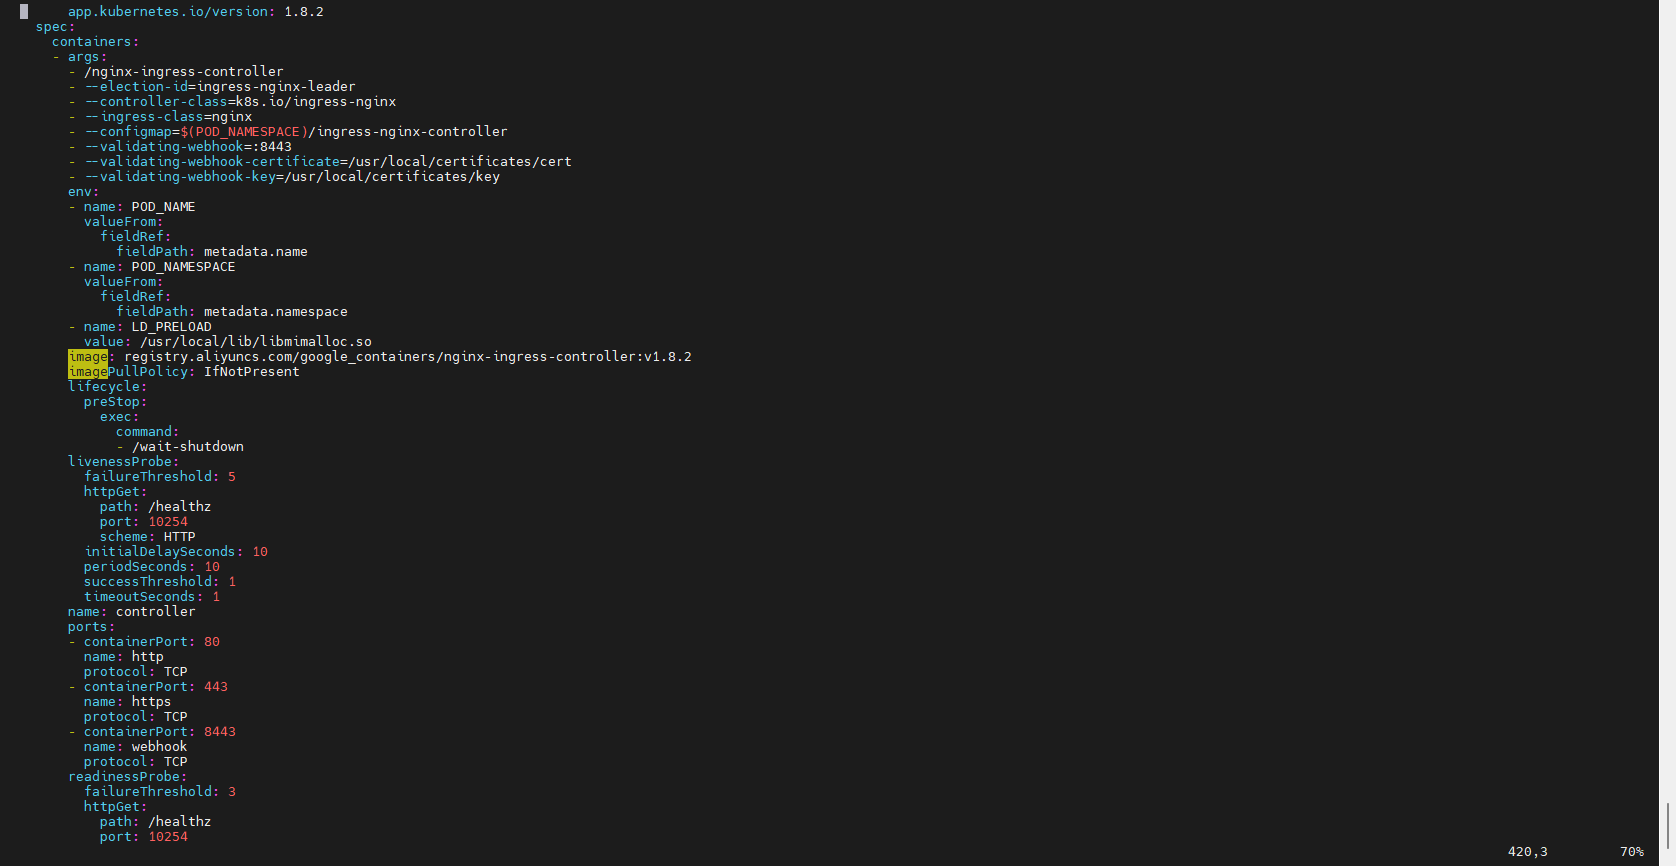 app.kubernetes.io/version: 1.8.2
spec:
containers:
- args:
- /nginx-ingress-controller
- --election-id=ingress-nginx-leader
- --controller-class=k8s.io/ingress-nginx
- --ingress-class=nginx
- --configmap=$(POD_NAMESPACE)/ingress-nginx-controller
- --validating-webhook=:8443
- --validating-webhook-certificate=/usr/local/certificates/cert
- --validating-webhook-key=/usr/local/certificates/key
env:
- name: POD_NAME
valueFrom:
fieldRef:
fieldPath: metadata.name
- name: POD_NAMESPACE
valueFrom:
fieldRef:
fieldPath: metadata.namespace
- name: LD_PRELOAD
value: /usr/local/lib/libmimalloc.so
image: registry.aliyuncs.com/google_containers/nginx-ingress-controller:v1.8.2
imagePullPolicy: IfNotPresent
lifecycle:
preStop:
exec:
command:
- /wait-shutdown
livenessProbe:
failureThreshold: 5
httpGet:
path: /healthz
port: 10254
scheme: HTTP
initialDelaySeconds: 10
periodSeconds: 10
successThreshold: 1
timeoutSeconds: 1
name: controller
ports:
- containerPort: 80
name: http
protocol: TCP
- containerPort: 443
name: https
protocol: TCP
- containerPort: 8443
name: webhook
protocol: TCP
readinessProbe:
failureThreshold: 3
httpGet:
path: /healthz
port: 10254
420,3 70%